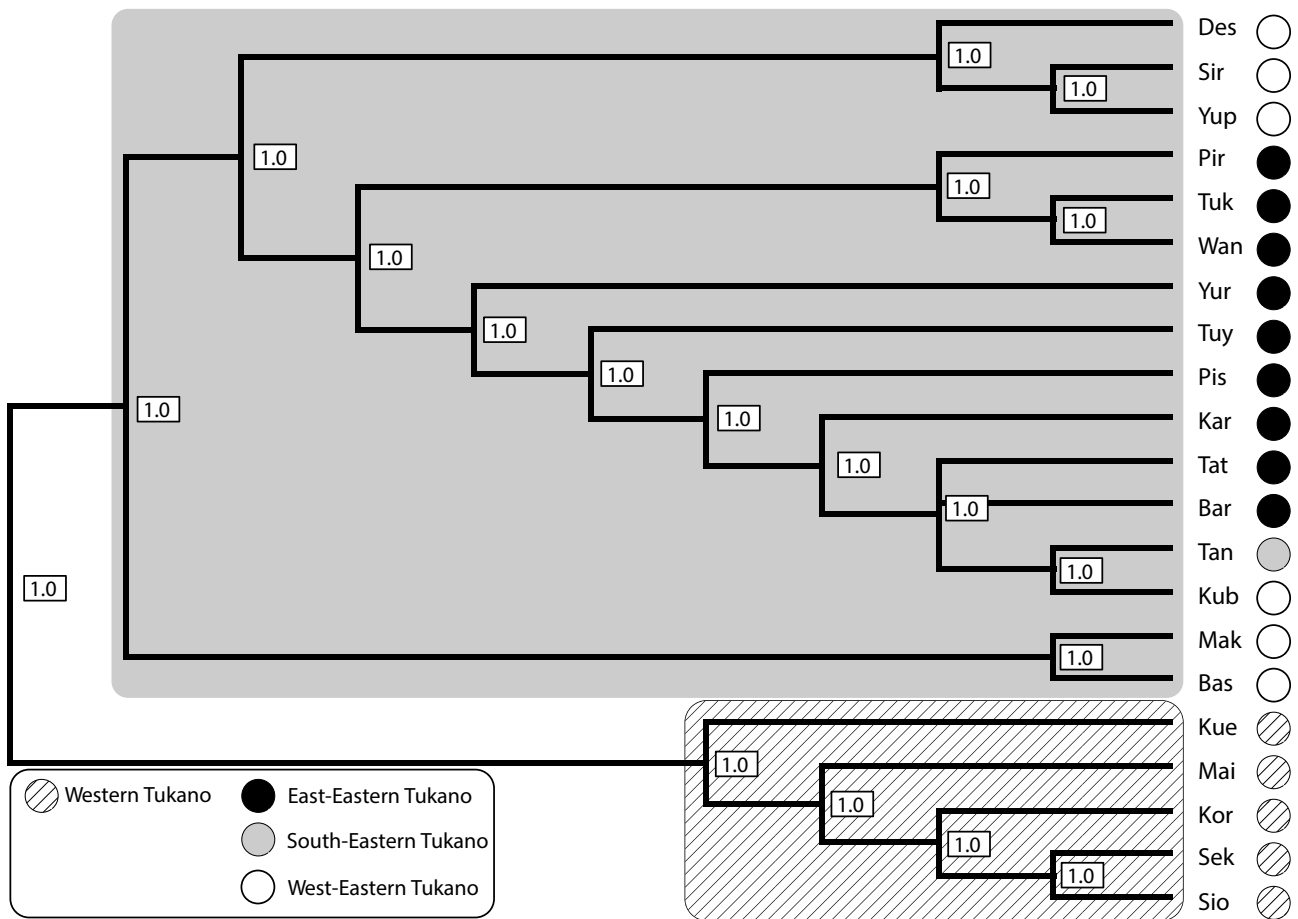 Des
1.0
Sir
1.0
Yup
Pir
1.0
1.0
Tuk
1.0
Wan
1.0
Yur
1.0
Tuy
1.0
Pis
1.0
1.0
Kar
1.0
Tat
1.0
Bar
Tan
1.0
1.0
Kub
Mak
1.0
Bas
Kue
1.0
Mai
1.0
Kor
1.0
Sek
1.0
Sio
Western Tukano
East-Eastern Tukano
South-Eastern Tukano
West-Eastern Tukano